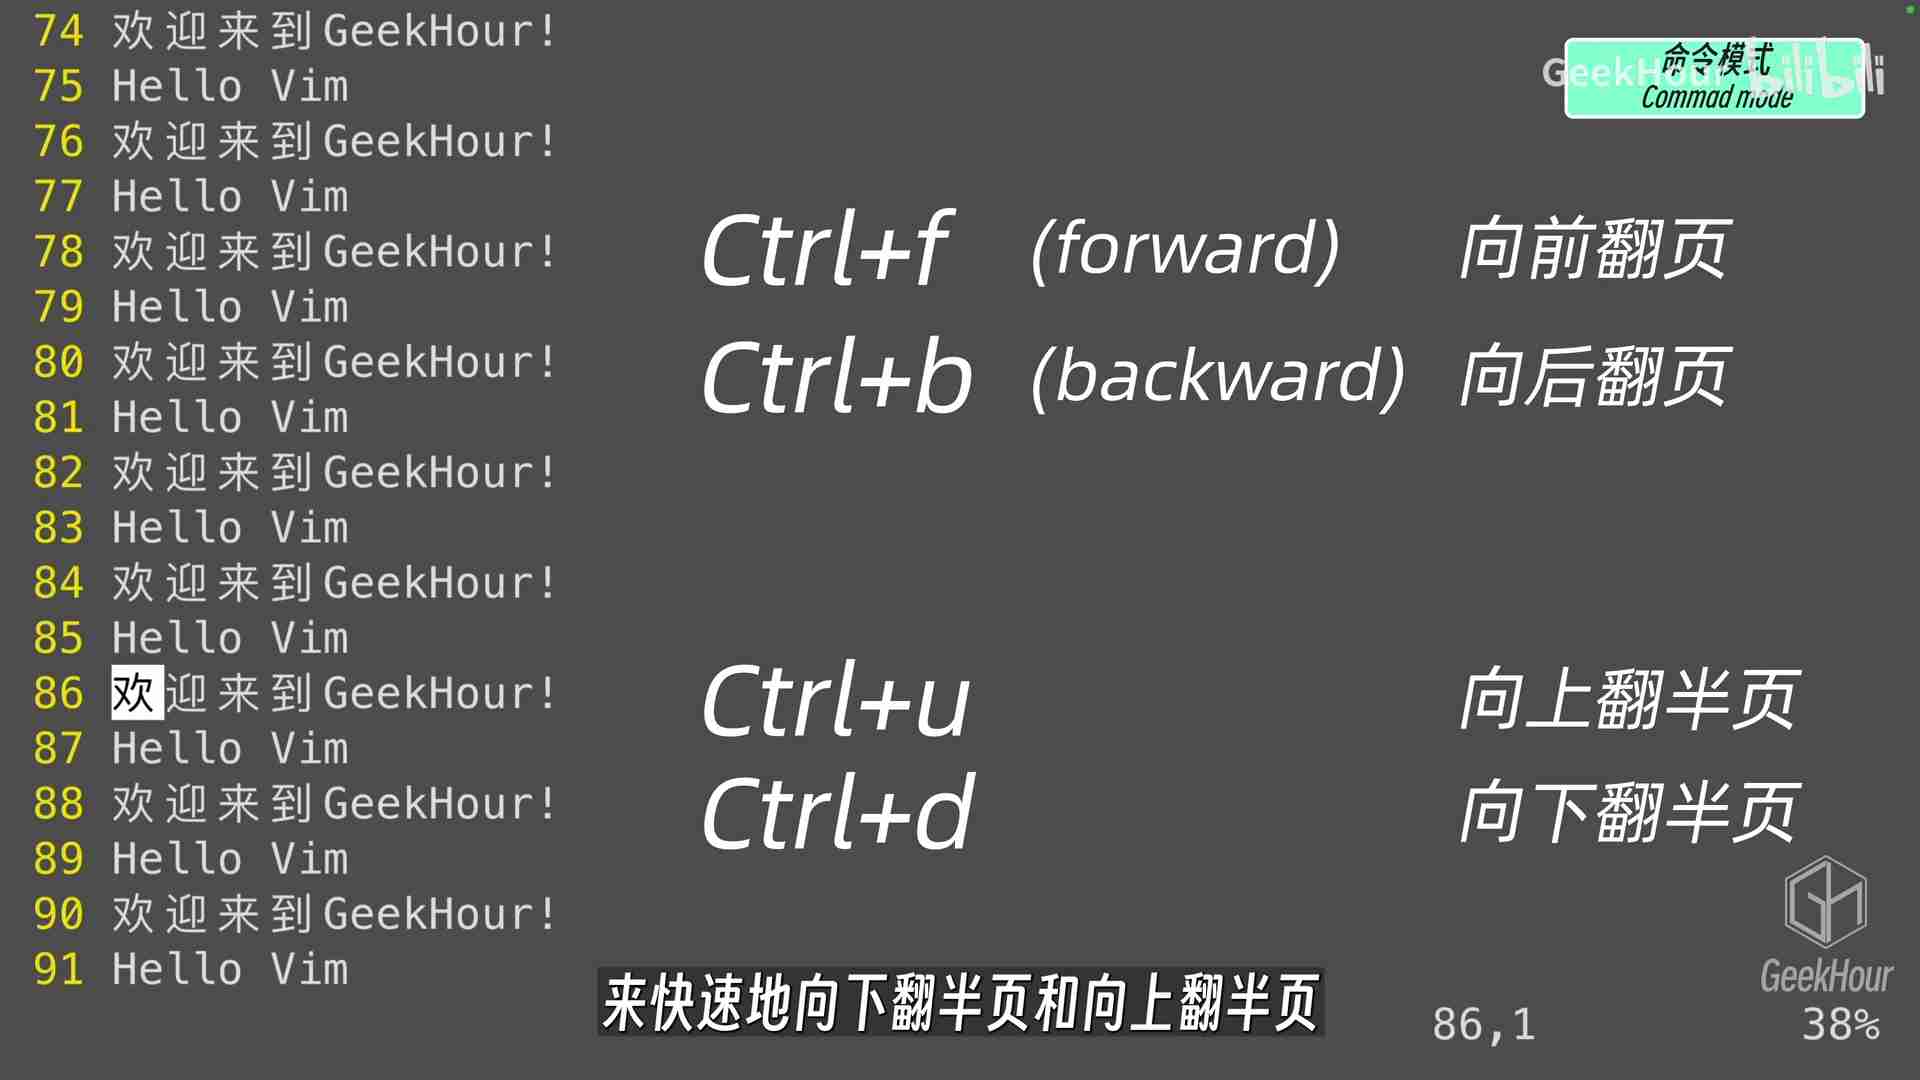 74 欢迎来到GeekHour!
75 Hello Vim
76 欢迎来到GeekHour!
77 Hello Vim
78 欢迎来到GeekHour!
79 Hello Vim
80 欢迎来到GeekHour!
81 Hello Vim
82 欢迎来到GeekHour!
83 Hello Vim
84 欢迎来到GeekHour!
85 Hello Vim
86 欢迎来到GeekHour!
87 Hello Vim
88 欢迎来到GeekHour!
89 Hello Vim
90 欢迎来到GeekHour!
91 Hello Vim
命令模式
Commad mode
GeekHour bilibili
Ctrl+f (forward) 向前翻页
Ctrl+b (backward) 向后翻页
Ctrl+u 向上翻半页
Ctrl+d 向下翻半页
GeekHour
来快速地向下翻半页和向上翻半页
86,1 38%